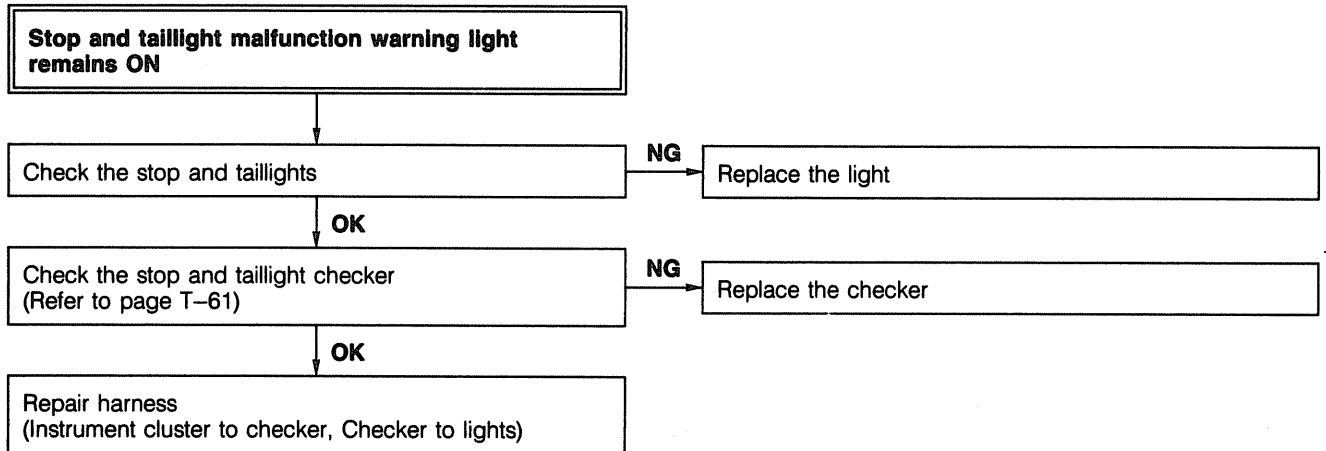 Stop and taillight malfunction warning light
remains ON
Check the stop and taillights
NG
Replace the light
OK
Check the stop and taillight checker
(Refer to page T–61)
NG
Replace the checker
OK
Repair harness
(Instrument cluster to checker, Checker to lights)